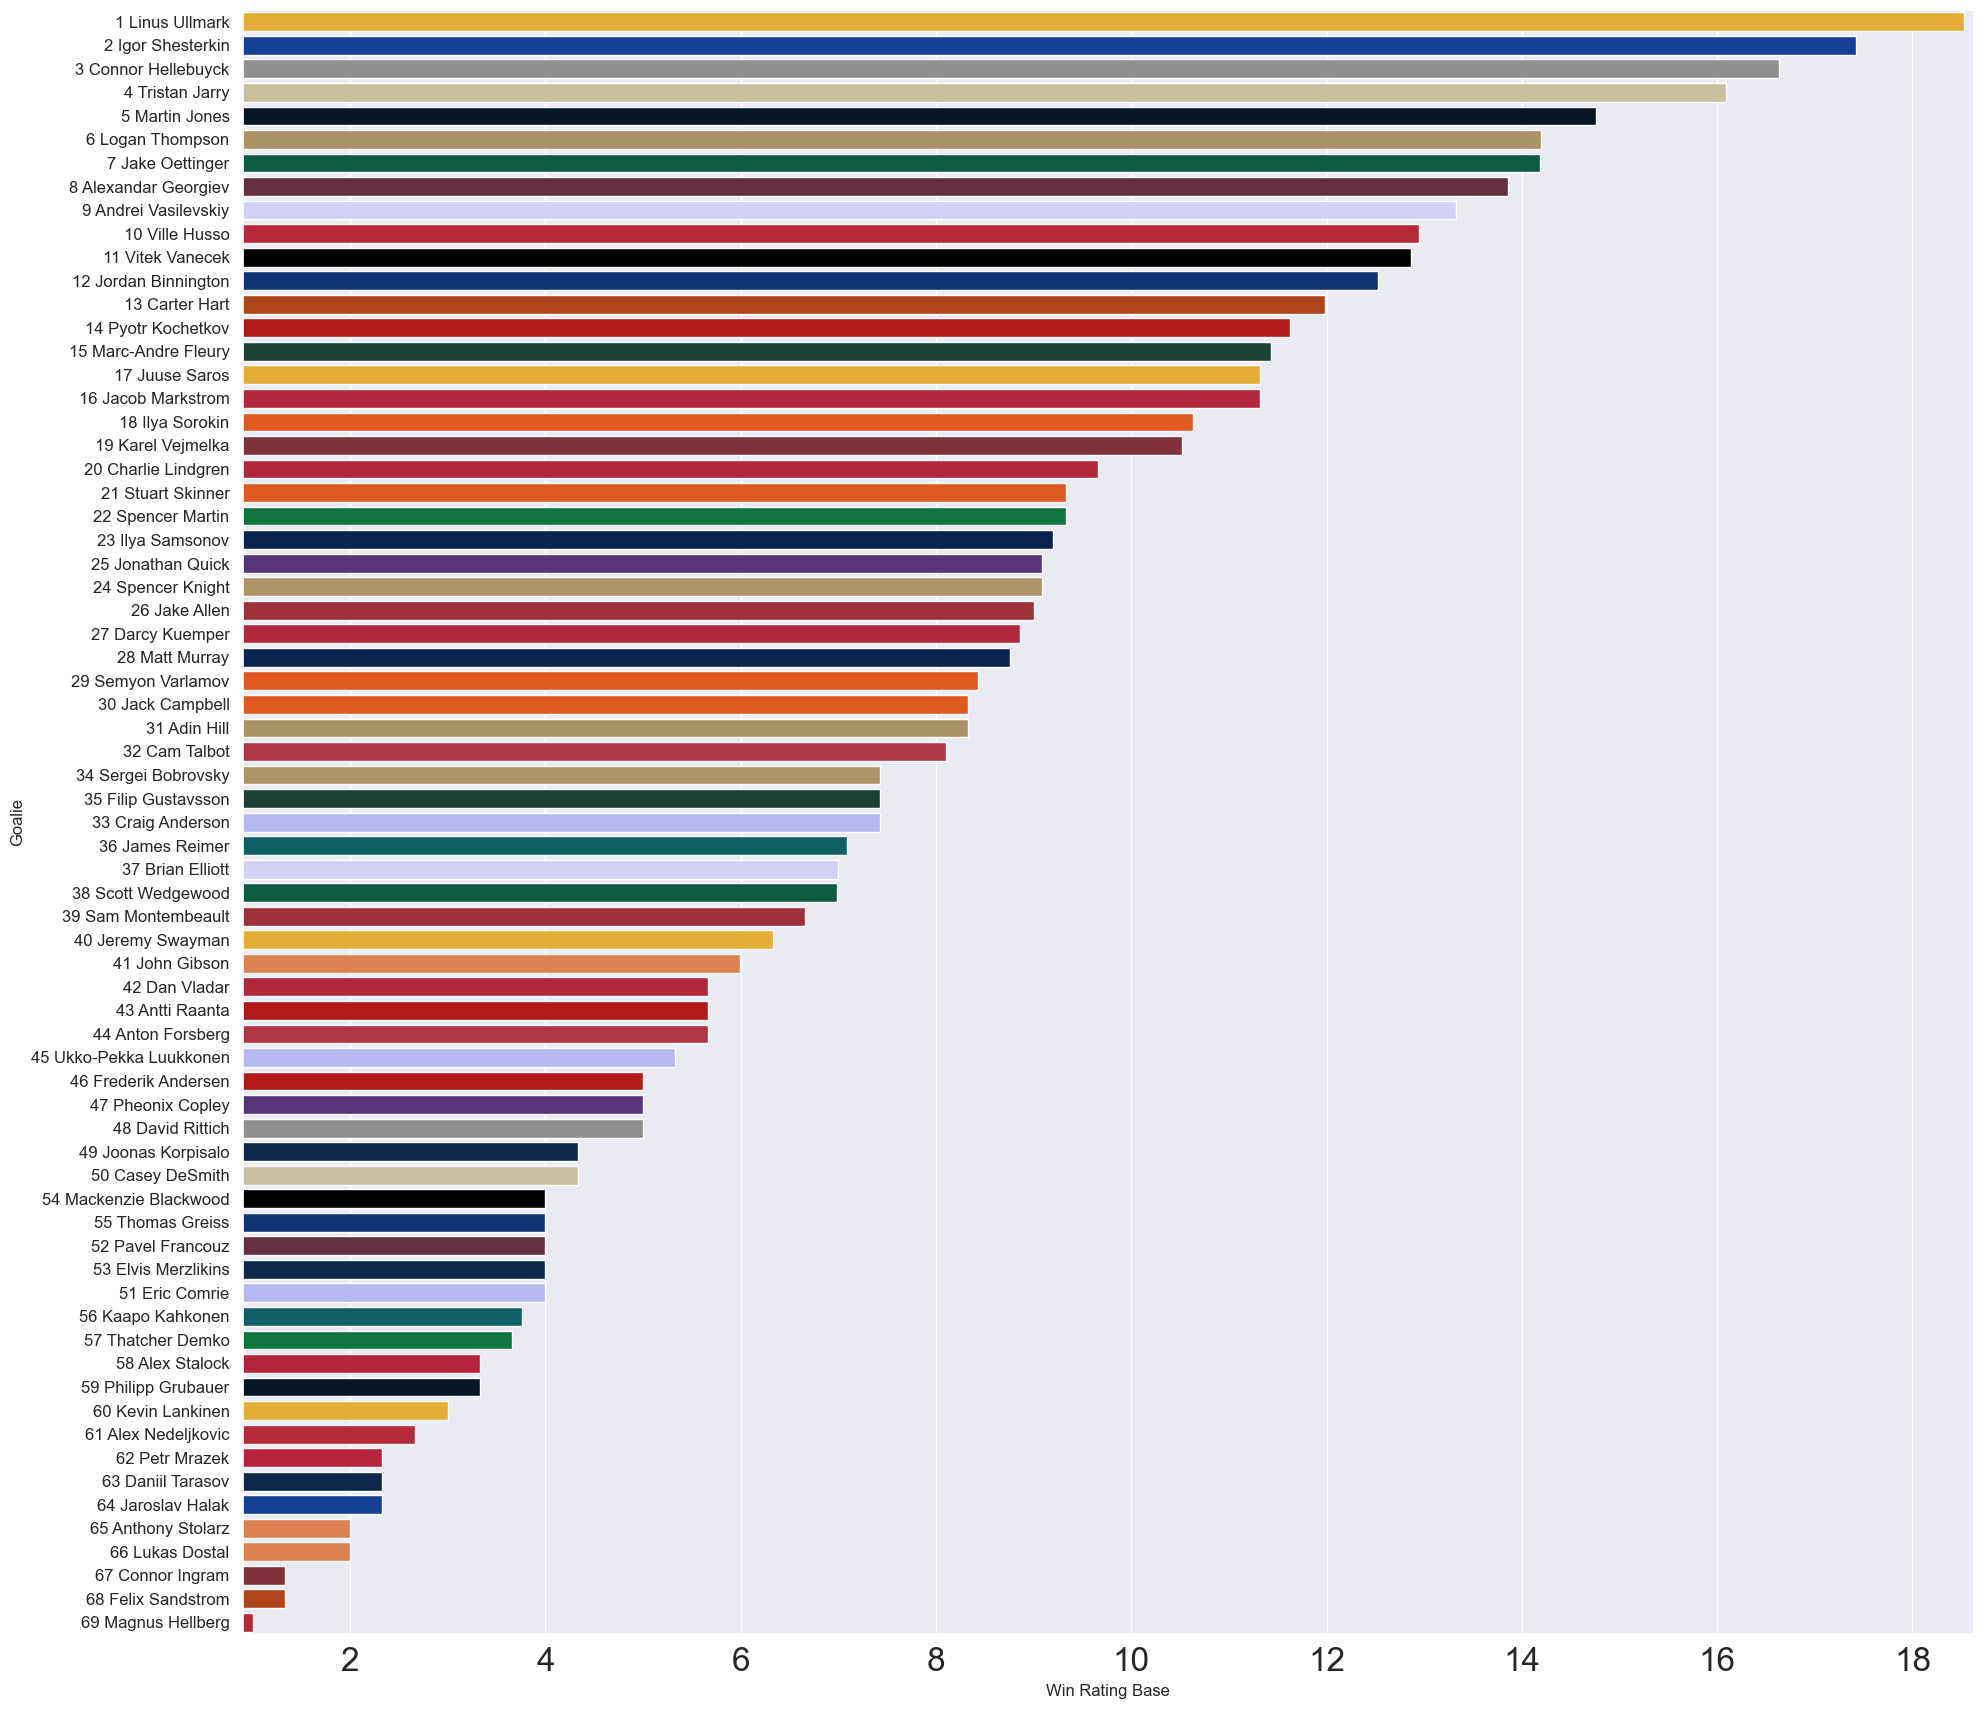 1 Linus Ullmark
2 Igor Shesterkin
3 Connor Hellebuyck
4 Tristan Jarry
5 Martin Jones
6 Logan Thompson
7 Jake Oettinger
8 Alexandar Georgiev
9 Andrei Vasilevskiy
10 Ville Husso
11 Vitek Vanecek
12 Jordan Binnington
13 Carter Hart
14 Pyotr Kochetkov
15 Marc-Andre Fleury
17 Juuse Saros
16 Jacob Markstrom
18 Ilya Sorokin
19 Karel Vejmelka
20 Charlie Lindgren
21 Stuart Skinner
22 Spencer Martin
23 Ilya Samsonov
25 Jonathan Quick
24 Spencer Knight
26 Jake Allen
27 Darcy Kuemper
28 Matt Murray
29 Semyon Varlamov
30 Jack Campbell
31 Adin Hill
32 Cam Talbot
34 Sergei Bobrovsky
35 Filip Gustavsson
33 Craig Anderson
36 James Reimer
37 Brian Elliott
38 Scott Wedgewood
39 Sam Montembeault
40 Jeremy Swayman
41 John Gibson
42 Dan Vladar
43 Antti Raanta
44 Anton Forsberg
45 Ukko-Pekka Luukkonen
46 Frederik Andersen
47 Pheonix Copley
48 David Rittich
49 Joonas Korpisalo
50 Casey DeSmith
54 Mackenzie Blackwood
55 Thomas Greiss
52 Pavel Francouz
53 Elvis Merzlikins
51 Eric Comrie
56 Kaapo Kahkonen
57 Thatcher Demko
58 Alex Stalock
59 Philipp Grubauer
60 Kevin Lankinen
61 Alex Nedeljkovic
62 Petr Mrazek
63 Daniil Tarasov
64 Jaroslav Halak
65 Anthony Stolarz
66 Lukas Dostal
67 Connor Ingram
68 Felix Sandstrom
69 Magnus Hellberg
Goalie
2 4 6 8 10 12 14 16 18
Win Rating Base